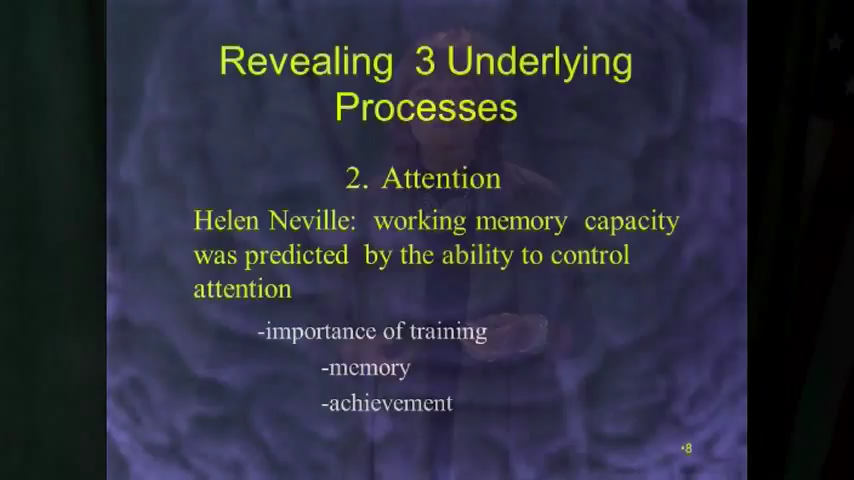 Revealing 3 Underlying
Processes
2. Attention
Helen Neville: working memory capacity
was predicted by the ability to control
attention
-importance of training
-memory
-achievement
•8